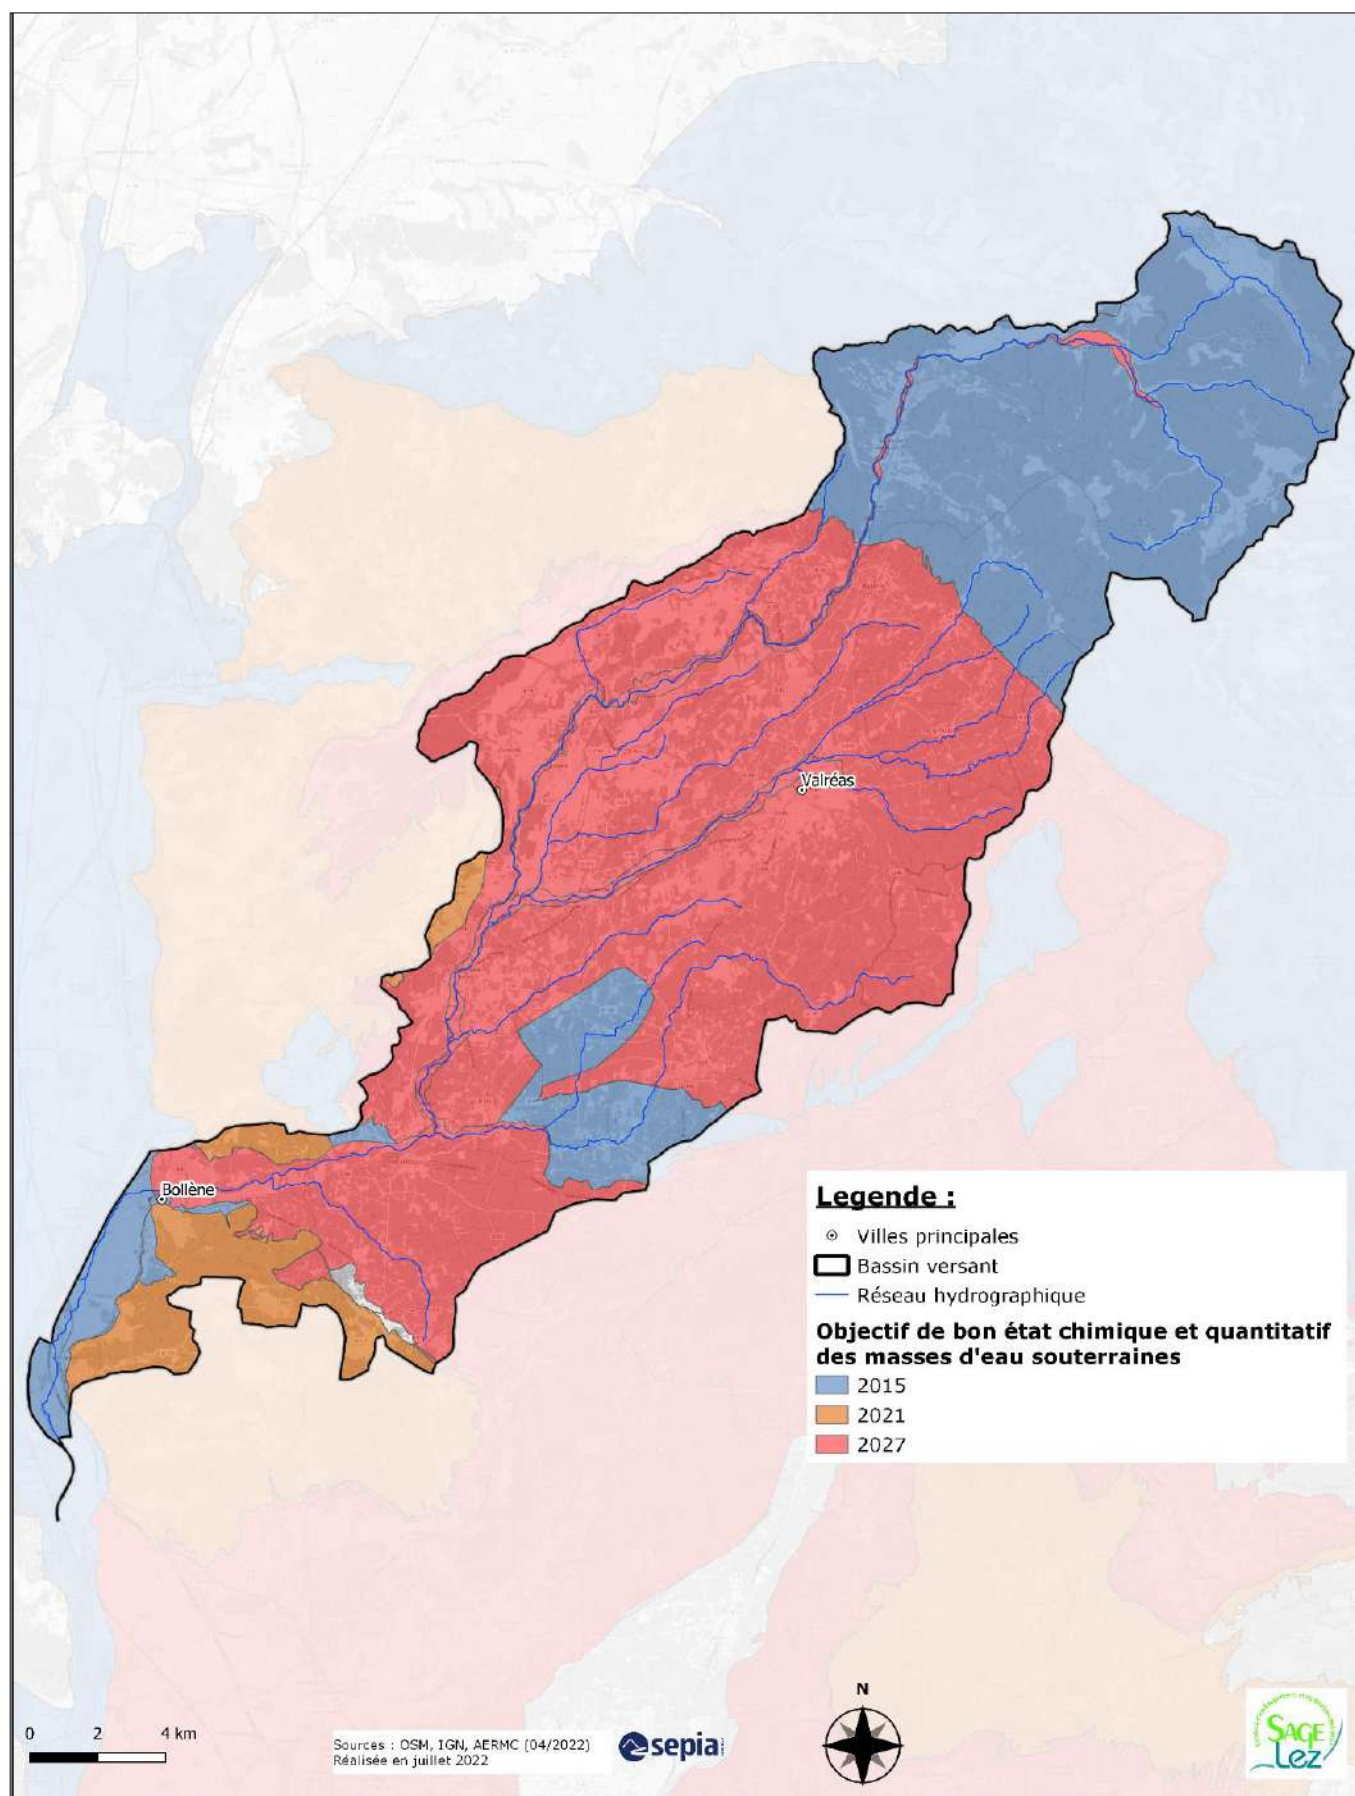 Valréas
Bollène
Legende :
Villes principales
Bassin versant
Réseau hydrographique
Objectif de bon état chimique et quantitatif
des masses d'eau souterraines
2015
2021
2027
N
0 2 4 km
Sources : OSM, IGN, AERMC (04/2022)
Réalisée en juillet 2022
sepia
SAGE
Lez